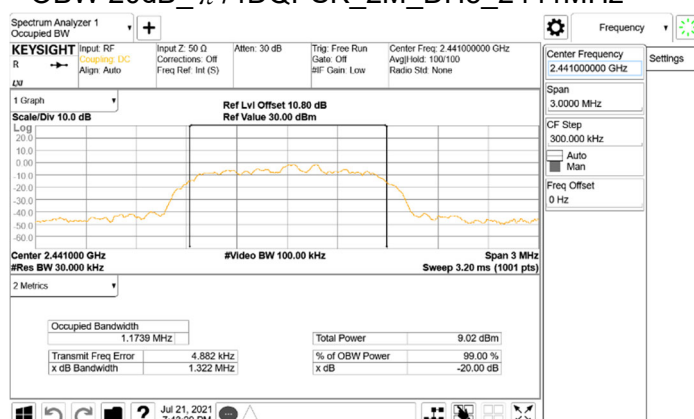 Spectrum Analyzer 1
Occupied BW
KEYSIGHT
R
LXI
Input: RF
Coupling: DC
Align: Auto
Input Z: 50 Ω
Corrections: Off
Freq Ref: Int (S)
Atten: 30 dB
Trig: Free Run
Gate: Off
#IF Gain: Low
Center Freq: 2.441000000 GHz
Avg|Hold: 100/100
Radio Std: None
1 Graph
Scale/Div 10.0 dB
Ref Lvl Offset 10.80 dB
Ref Value 30.00 dBm
Log
20.0
10.0
0.00
-10.0
-20.0
-30.0
-40.0
-50.0
-60.0
Center 2.441000 GHz
#Res BW 30.000 kHz
#Video BW 100.00 kHz
Span 3 MHz
Sweep 3.20 ms (1001 pts)
2 Metrics
Occupied Bandwidth
1.1739 MHz
Transmit Freq Error 4.882 kHz
x dB Bandwidth 1.322 MHz
Total Power 9.02 dBm
% of OBW Power 99.00 %
x dB -20.00 dB
Jul 21, 2021
Frequency
Center Frequency
2.441000000 GHz
Span
3.0000 MHz
CF Step
300.000 kHz
Auto
Man
Freq Offset
0 Hz
Settings